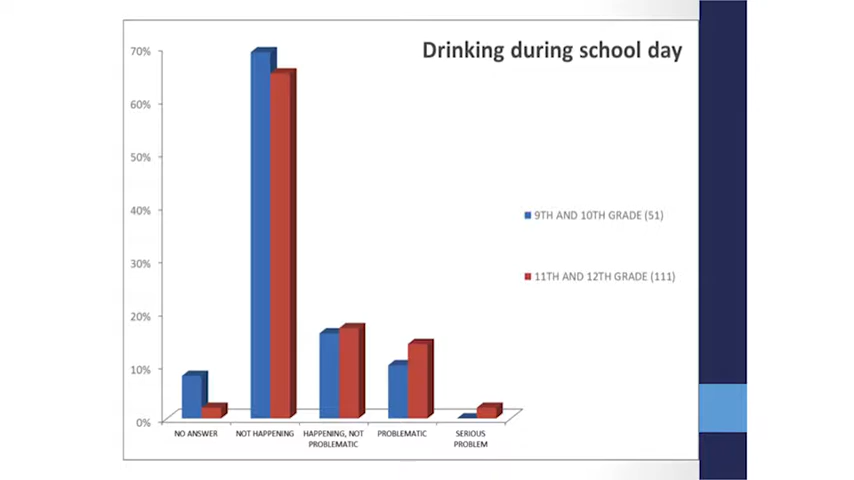 Drinking during school day
70%
60%
50%
40%
30%
20%
10%
0%
9TH AND 10TH GRADE (51)
11TH AND 12TH GRADE (111)
NO ANSWER
NOT HAPPENING
HAPPENING, NOT
PROBLEMATIC
PROBLEMATIC
SERIOUS
PROBLEM